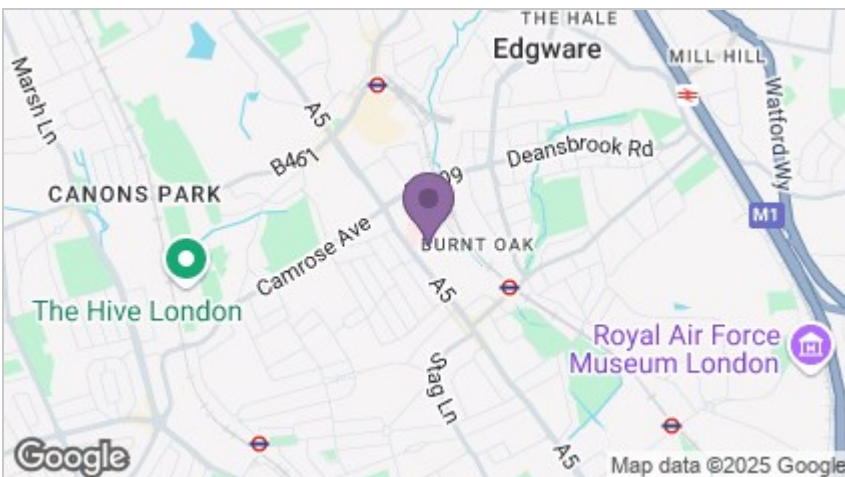 THE HALE
Edgware
MILL HILL
Marsh Ln
A5
Watford Wy
B461
Deansbrook Rd
CANONS PARK
M1
Camrose Ave
BURNT OAK
The Hive London
A5
Royal Air Force
Museum London
Stag Ln
A5
Google
Map data ©2025 Google